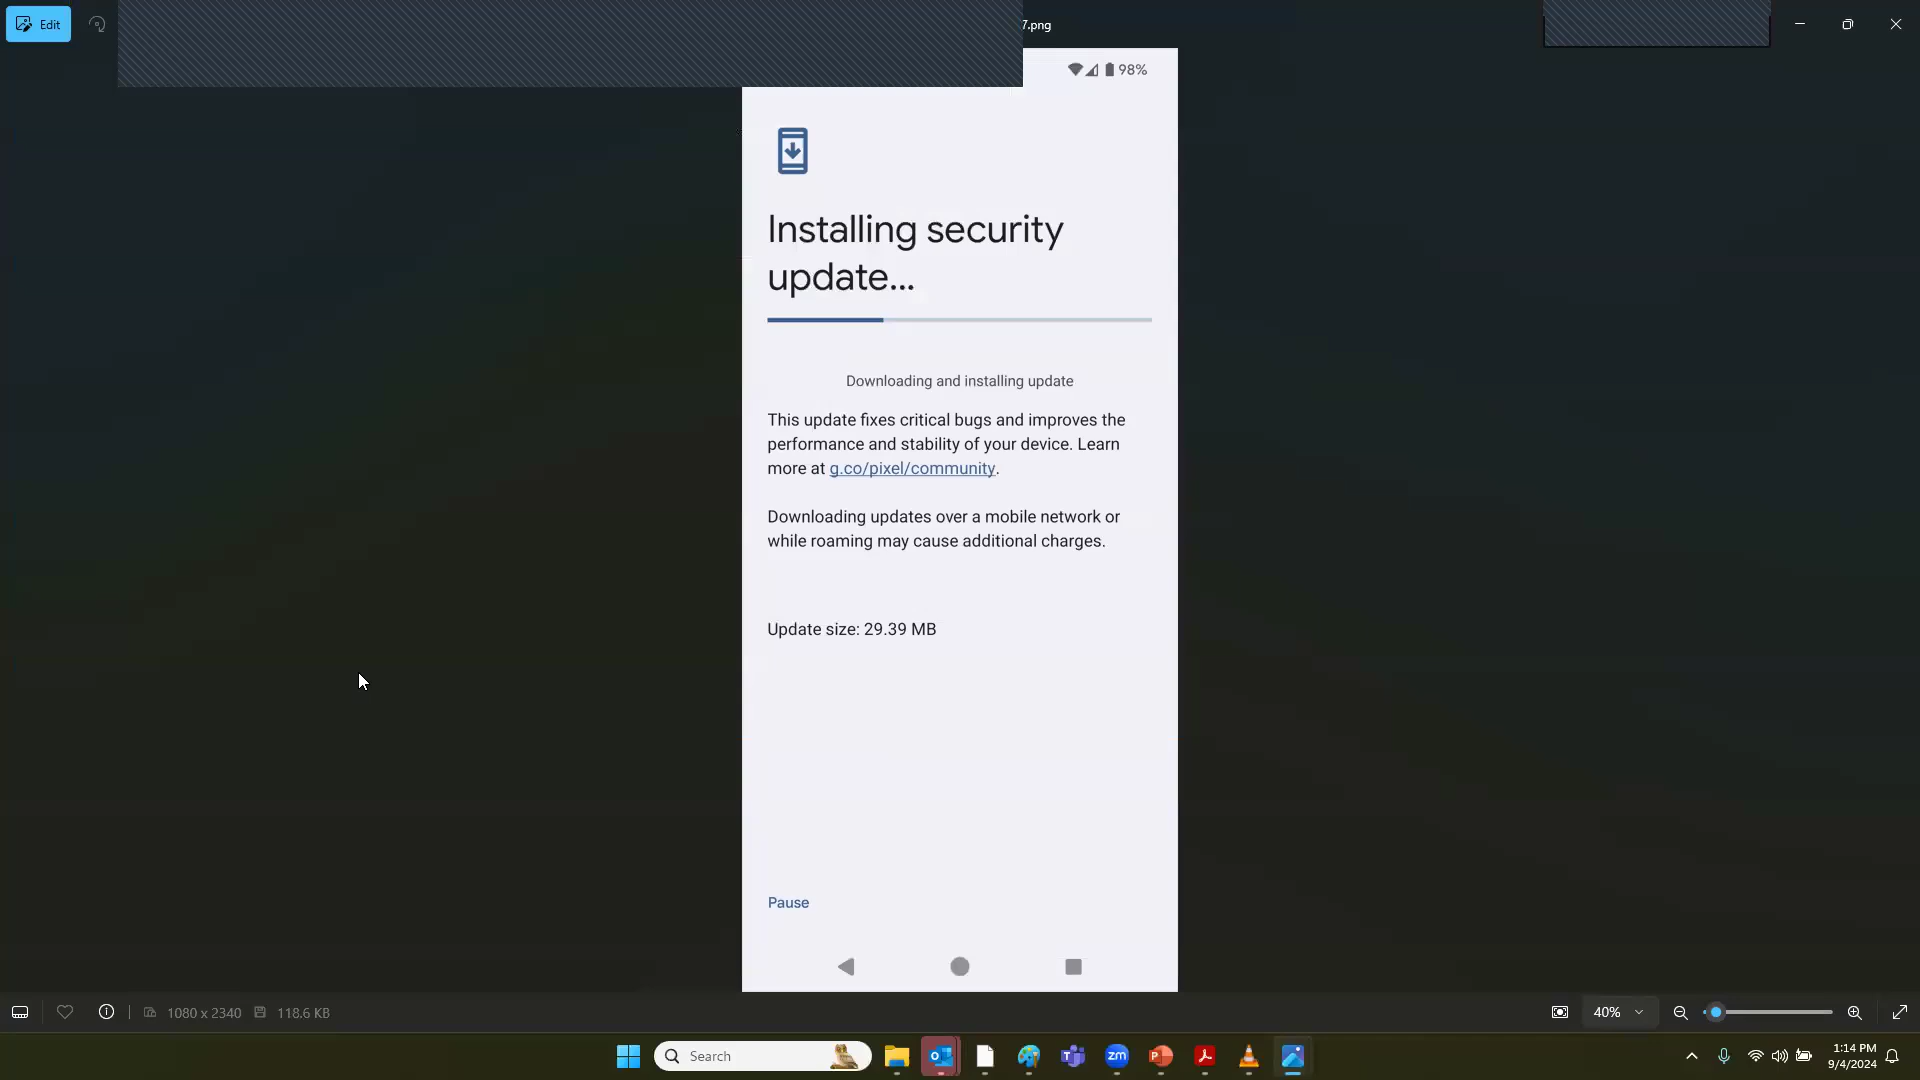 Edit
7.png
98%
Installing security
update...
Downloading and installing update
This update fixes critical bugs and improves the
performance and stability of your device. Learn
more at g.co/pixel/community.
Downloading updates over a mobile network or
while roaming may cause additional charges.
Update size: 29.39 MB
Pause
1080 x 2340
118.6 KB
40%
Search
zm
1:14 PM
9/4/2024